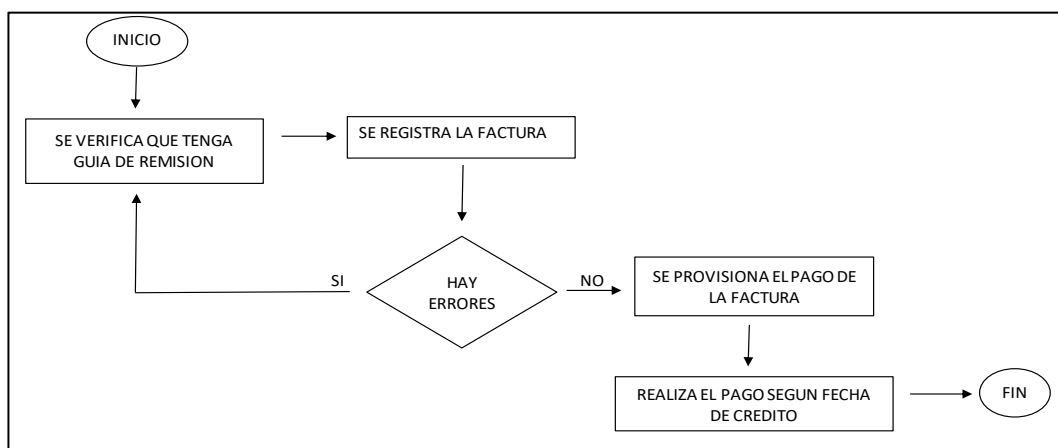 INICIO
SE VERIFICA QUE TENGA
GUIA DE REMISION
SE REGISTRA LA FACTURA
HAY
ERRORES
SI
NO
SE PROVISIONA EL PAGO DE
LA FACTURA
REALIZA EL PAGO SEGUN FECHA
DE CREDITO
FIN